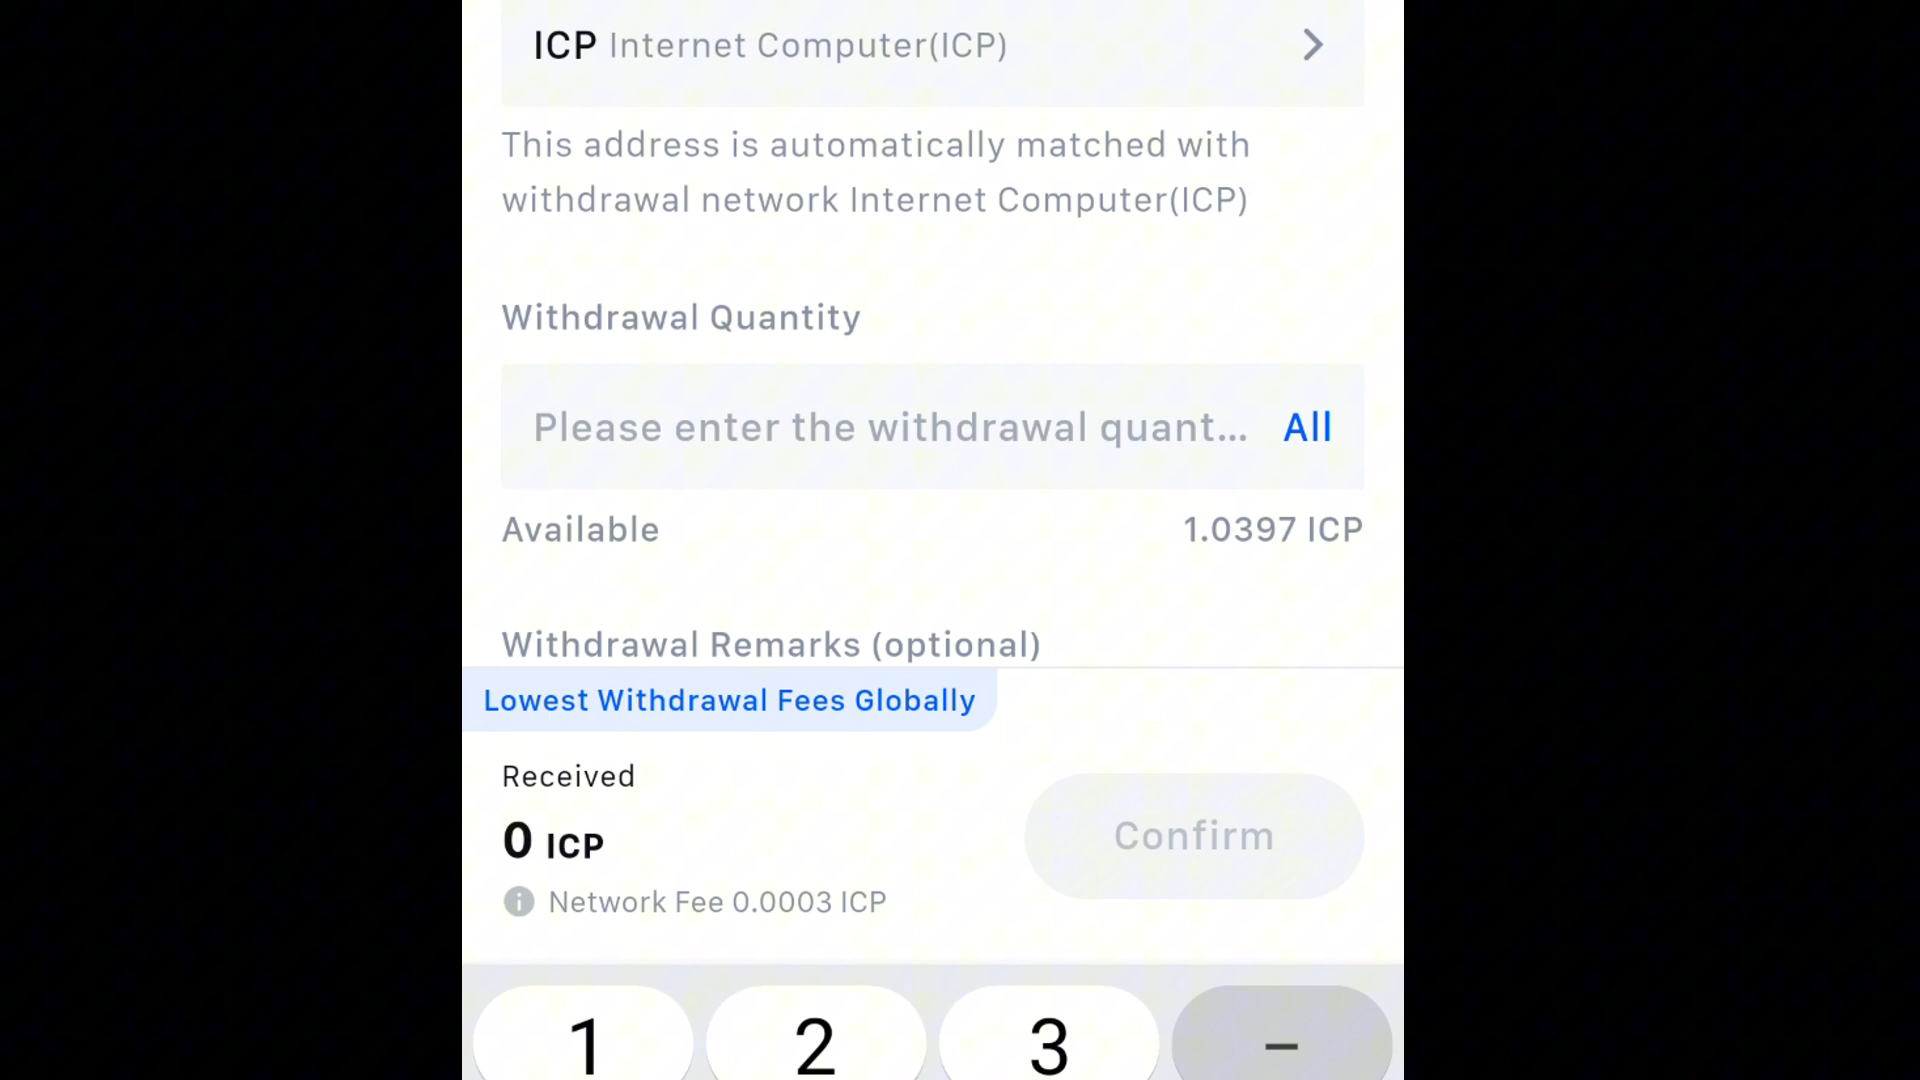 ICP Internet Computer(ICP)
This address is automatically matched with
withdrawal network Internet Computer(ICP)
Withdrawal Quantity
Please enter the withdrawal quant... All
Available 1.0397 ICP
Withdrawal Remarks (optional)
Lowest Withdrawal Fees Globally
Received
0 ICP
Confirm
Network Fee 0.0003 ICP
1 2 3 –